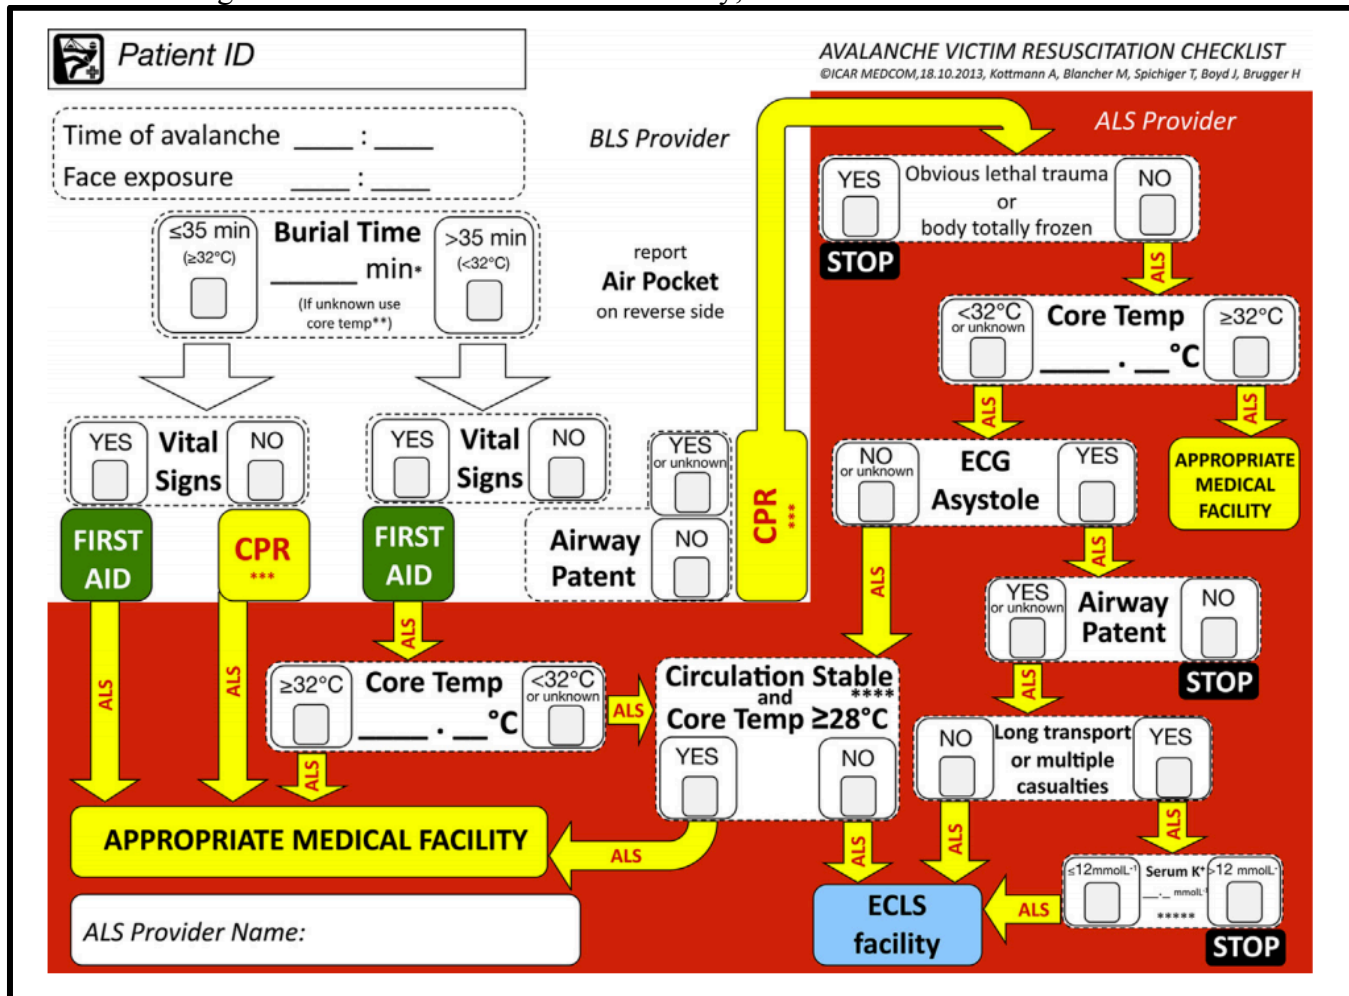 Patient ID
AVALANCHE VICTIM RESUSCITATION CHECKLIST
©ICAR MEDCOM,18.10.2013, Kottmann A, Blancher M, Spichiger T, Boyd J, Brugger H
Time of avalanche ____ : ____
Face exposure ____ : ____
BLS Provider
ALS Provider
≤35 min
(≥32°C)
Burial Time
_____ min*
(If unknown use
core temp**)
>35 min
(<32°C)
report
Air Pocket
on reverse side
YES
Obvious lethal trauma
or
body totally frozen
NO
STOP
ALS
<32°C
or unknown
Core Temp
____ . __ °C
≥32°C
ALS
ALS
YES
Vital
Signs
NO
YES
Vital
Signs
NO
YES
or unknown
Airway
Patent
NO
FIRST
AID
CPR
***
FIRST
AID
CPR
***
NO
or unknown
ECG
Asystole
YES
APPROPRIATE
MEDICAL
FACILITY
ALS
ALS
YES
or unknown
Airway
Patent
NO
STOP
ALS
ALS
ALS
ALS
≥32°C
Core Temp
____ . __ °C
<32°C
or unknown
ALS
ALS
Circulation Stable
****
and
Core Temp ≥28°C
YES
NO
NO
Long transport
or multiple
casualties
YES
APPROPRIATE MEDICAL FACILITY
ALS
ALS
ALS
ALS
≤12mmolL-1
Serum K+
__._ mmolL-1
*****
>12 mmolL-
STOP
ALS
ECLS
facility
ALS Provider Name: